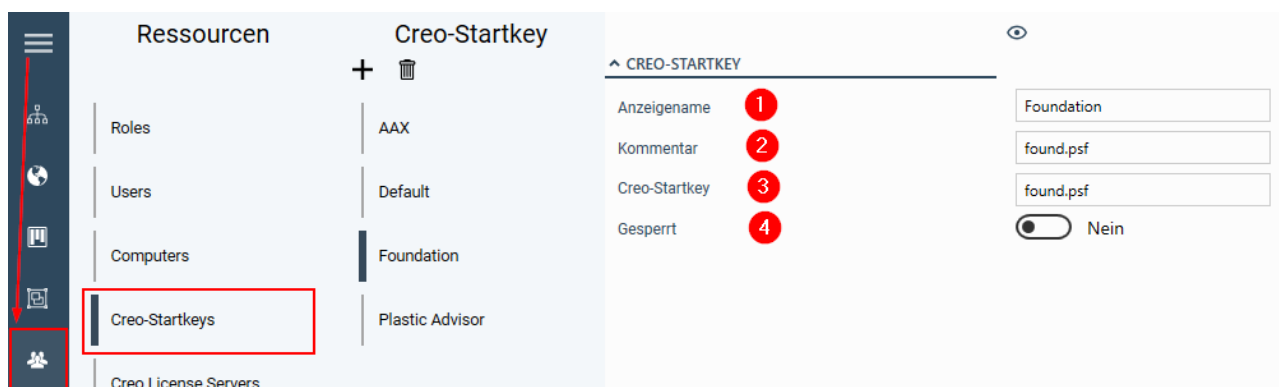 Ressourcen
Creo-Startkey
CREO-STARTKEY
Roles
Users
Computers
Creo-Startkeys
Creo License Servers
AAX
Default
Foundation
Plastic Advisor
Anzeigename 1 Foundation
Kommentar 2 found.psf
Creo-Startkey 3 found.psf
Gesperrt 4 Nein